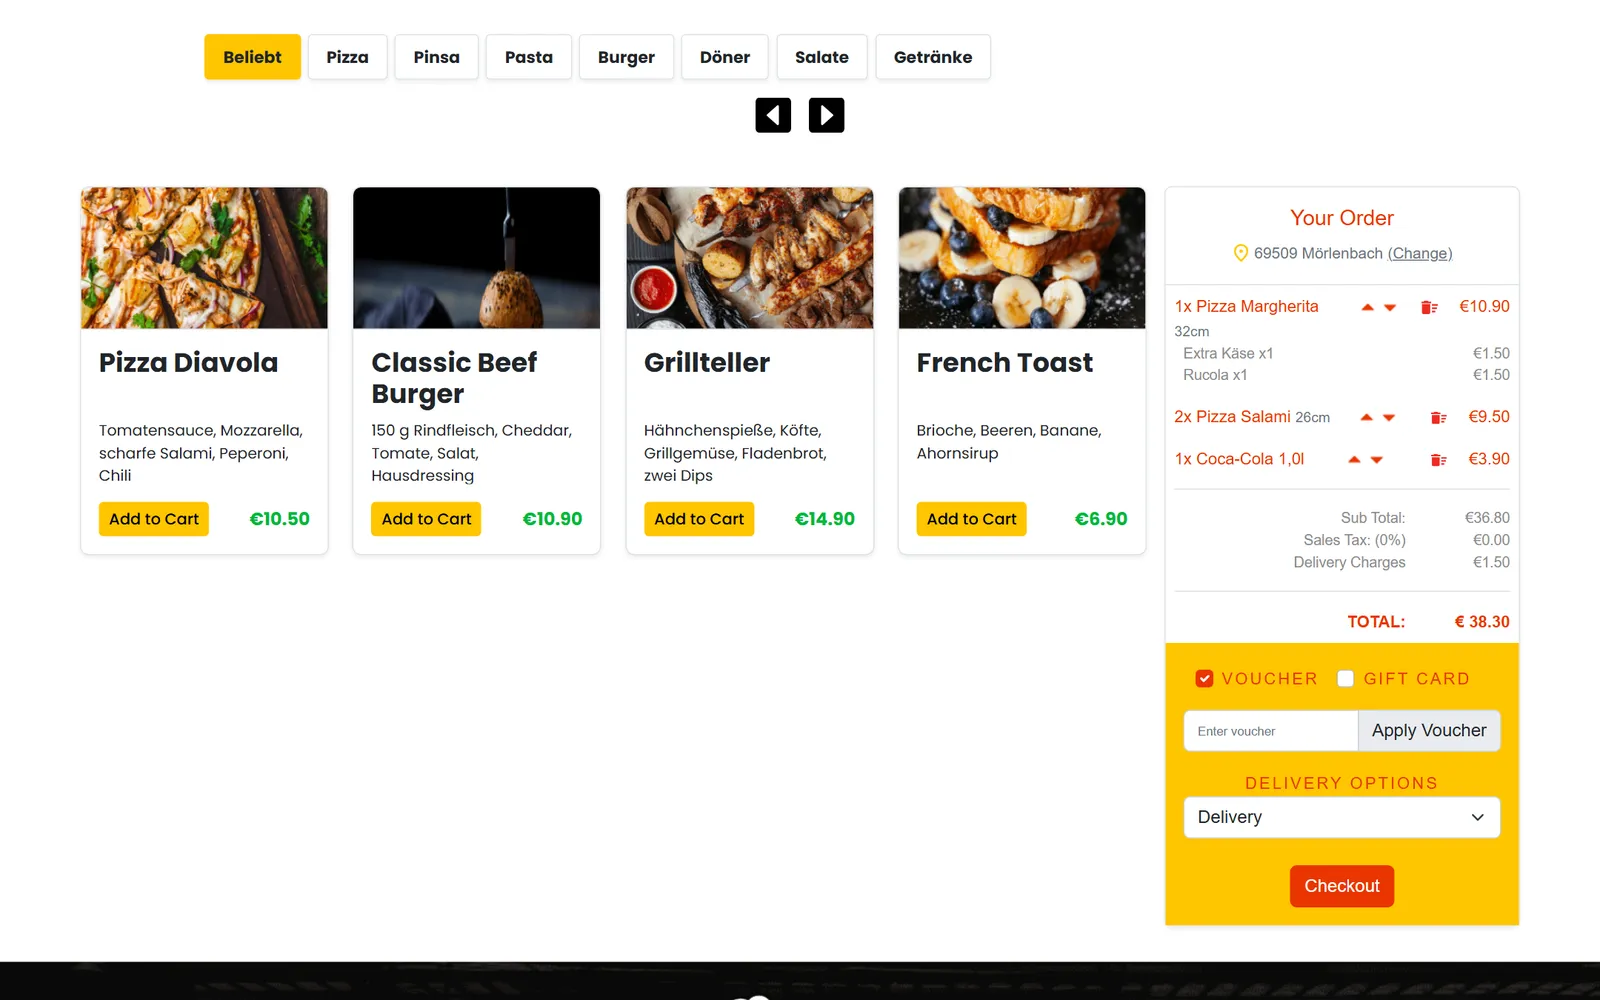 Beliebt Pizza Pinsa Pasta Burger Döner Salate Getränke
Pizza Diavola
Tomatensauce, Mozzarella,
scharfe Salami, Peperoni,
Chili
Add to Cart €10.50
Classic Beef
Burger
150 g Rindfleisch, Cheddar,
Tomate, Salat,
Hausdressing
Add to Cart €10.90
Grillteller
Hähnchenspieße, Köfte,
Grillgemüse, Fladenbrot,
zwei Dips
Add to Cart €14.90
French Toast
Brioche, Beeren, Banane,
Ahornsirup
Add to Cart €6.90
Your Order
69509 Mörlenbach (Change)
1x Pizza Margherita €10.90
32cm
Extra Käse x1 €1.50
Rucola x1 €1.50
2x Pizza Salami 26cm €9.50
1x Coca-Cola 1,0l €3.90
Sub Total: €36.80
Sales Tax: (0%) €0.00
Delivery Charges €1.50
TOTAL: € 38.30
VOUCHER GIFT CARD
Enter voucher Apply Voucher
DELIVERY OPTIONS
Delivery
Checkout